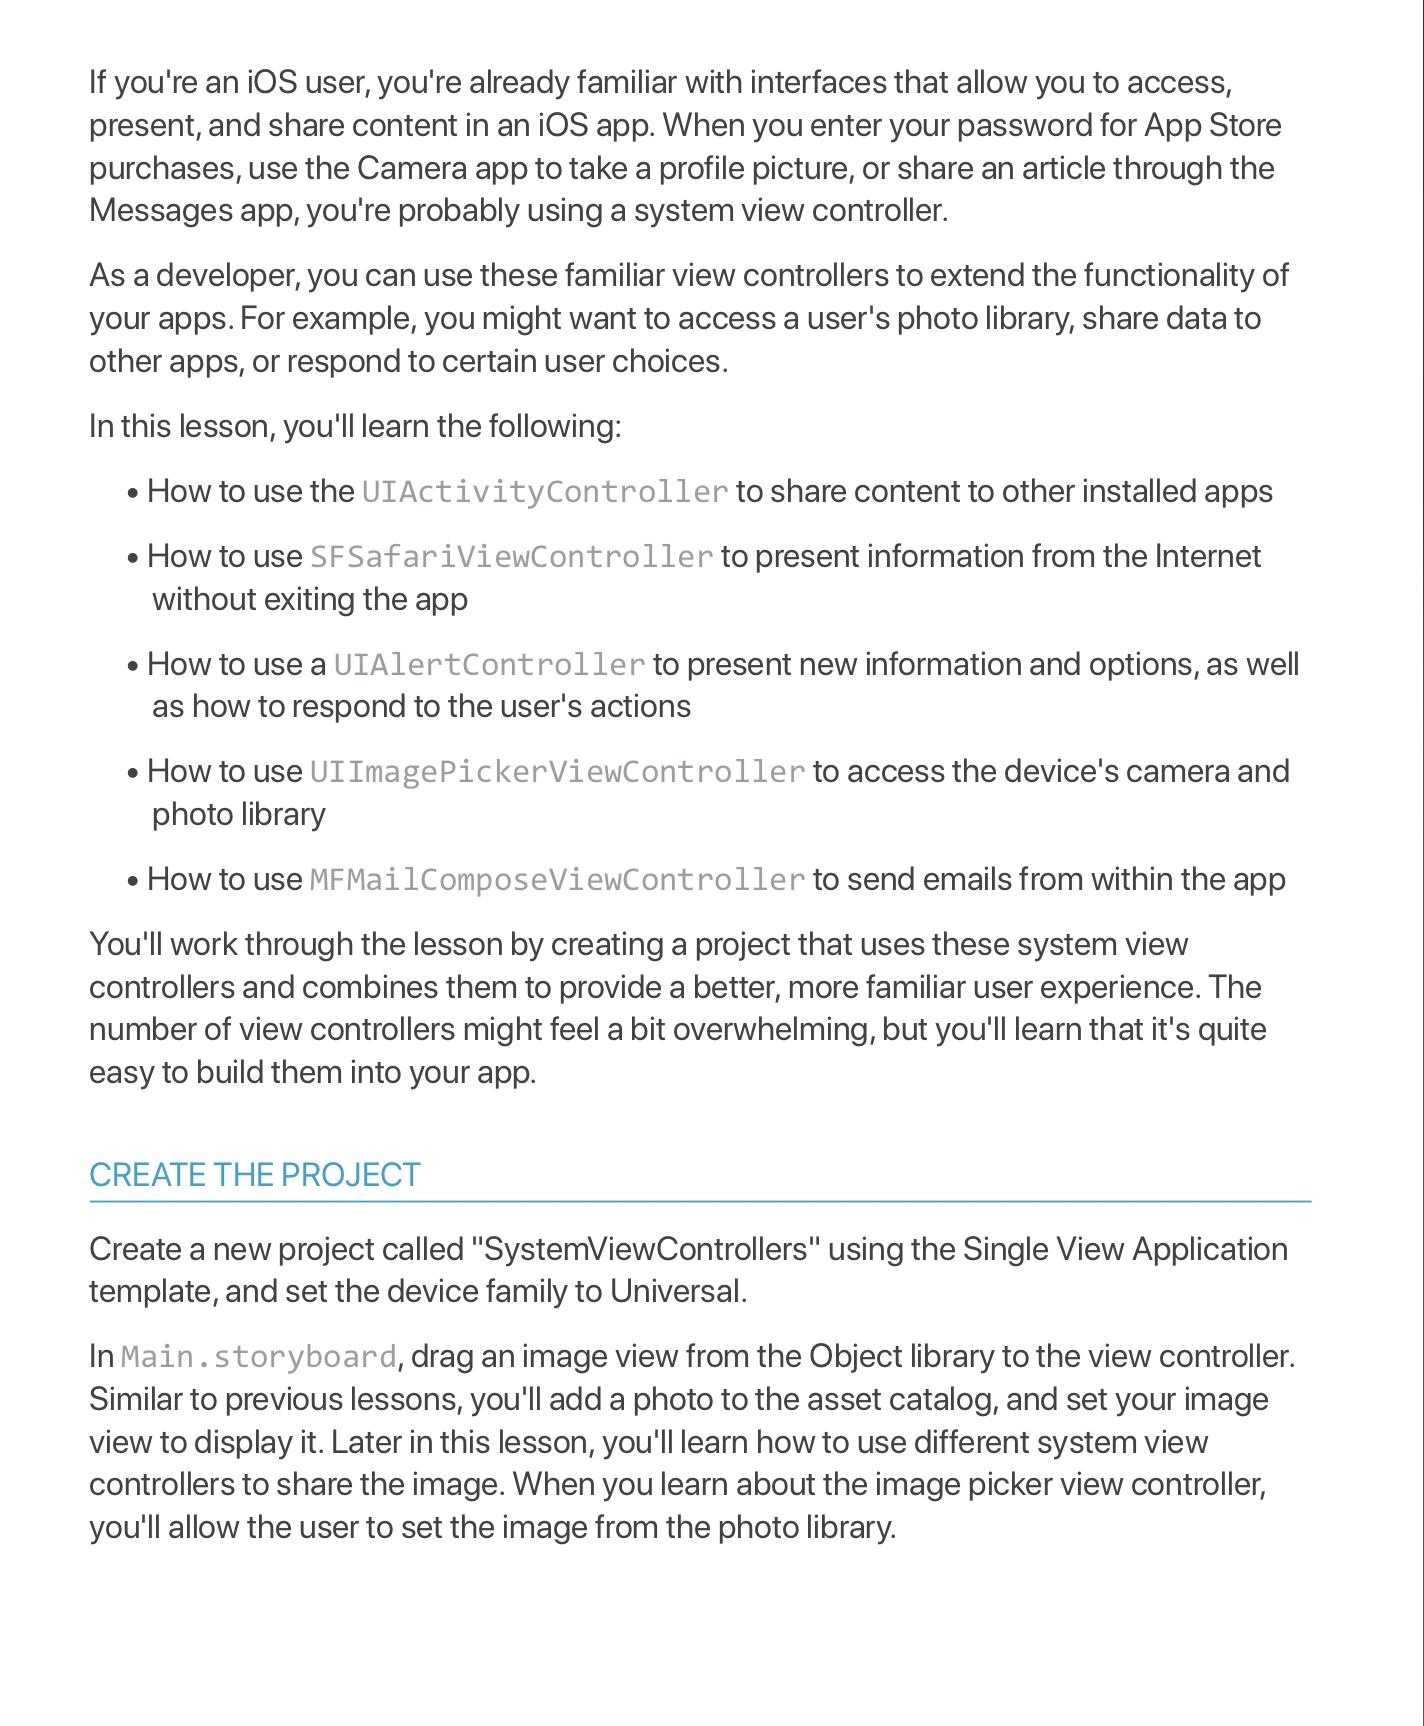 If you're an iOS user, you're already familiar with interfaces that allow you to access,
present, and share content in an iOS app. When you enter your password for App Store
purchases, use the Camera app to take a profile picture, or share an article through the
Messages app, you're probably using a system view controller.
As a developer, you can use these familiar view controllers to extend the functionality of
your apps. For example, you might want to access a user's photo library, share data to
other apps, or respond to certain user choices.
In this lesson, you'll learn the following:
• How to use the UIActivityController to share content to other installed apps
• How to use SFSafariViewController to present information from the Internet
without exiting the app
• How to use a UIAlertController to present new information and options, as well
as how to respond to the user's actions
• How to use UIImagePickerViewController to access the device's camera and
photo library
• How to use MFMailComposeViewController to send emails from within the app
You'll work through the lesson by creating a project that uses these system view
controllers and combines them to provide a better, more familiar user experience. The
number of view controllers might feel a bit overwhelming, but you'll learn that it's quite
easy to build them into your app.
CREATE THE PROJECT
Create a new project called "SystemViewControllers" using the Single View Application
template, and set the device family to Universal.
In Main.storyboard, drag an image view from the Object library to the view controller.
Similar to previous lessons, you'll add a photo to the asset catalog, and set your image
view to display it. Later in this lesson, you'll learn how to use different system view
controllers to share the image. When you learn about the image picker view controller,
you'll allow the user to set the image from the photo library.